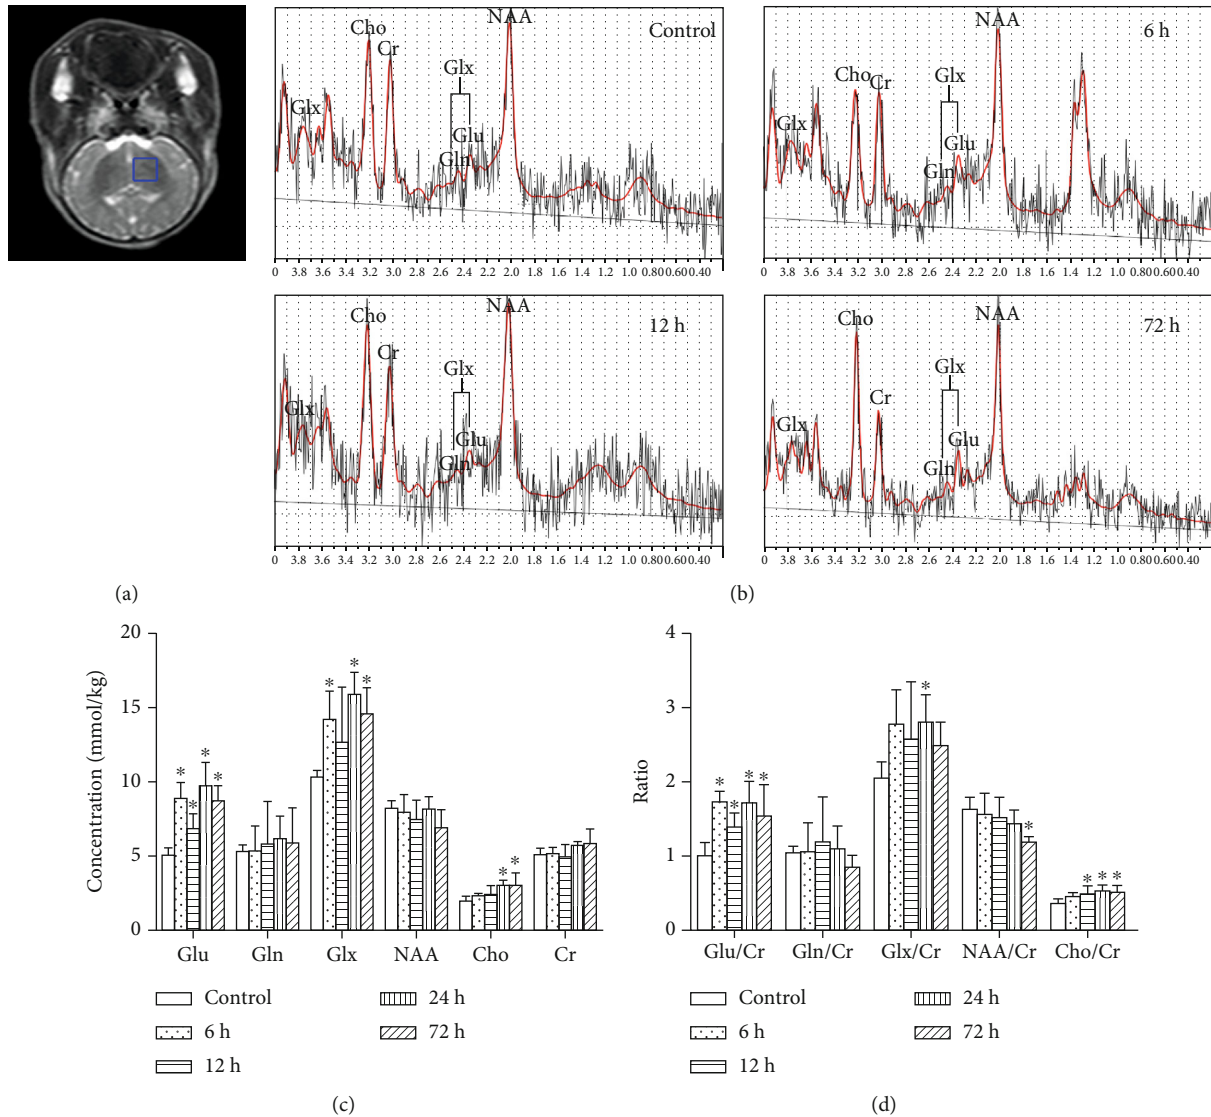 NAA
Cho
Control
Cr
Glx
Glx
Glu
Gln
0 3.8 3.6 3.4 3.2 3.0 2.8 2.6 2.4 2.2 2.0 1.8 1.6 1.4 1.2 1.0 0.80 0.60 0.40
NAA
6 h
Cho
Cr
Glx
Glx
Glu
Gln
0 3.8 3.6 3.4 3.2 3.0 2.8 2.6 2.4 2.2 2.0 1.8 1.6 1.4 1.2 1.0 0.80 0.60 0.40
NAA
Cho
12 h
Cr
Glx
Glx
Glu
Gln
0 3.8 3.6 3.4 3.2 3.0 2.8 2.6 2.4 2.2 2.0 1.8 1.6 1.4 1.2 1.0 0.80 0.60 0.40
NAA
Cho
72 h
Glx
Cr
Glx
Glu
Gln
0 3.8 3.6 3.4 3.2 3.0 2.8 2.6 2.4 2.2 2.0 1.8 1.6 1.4 1.2 1.0 0.80 0.60 0.40
(a)
(b)
Concentration (mmol/kg)
20
15
10
5
0
* * * * * * * * *
Glu Gln Glx NAA Cho Cr
Control
6 h
12 h
24 h
72 h
(c)
Ratio
4
3
2
1
0
* * * * * * * * *
Glu/Cr Gln/Cr Glx/Cr NAA/Cr Cho/Cr
Control
6 h
12 h
24 h
72 h
(d)